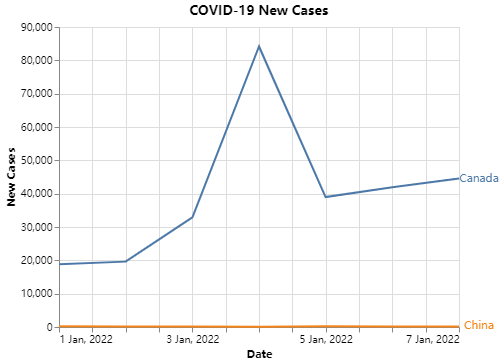 COVID-19 New Cases
90,000
80,000
70,000
60,000
50,000
40,000
30,000
20,000
10,000
0
New Cases
Canada
China
1 Jan, 2022
3 Jan, 2022
5 Jan, 2022
7 Jan, 2022
Date